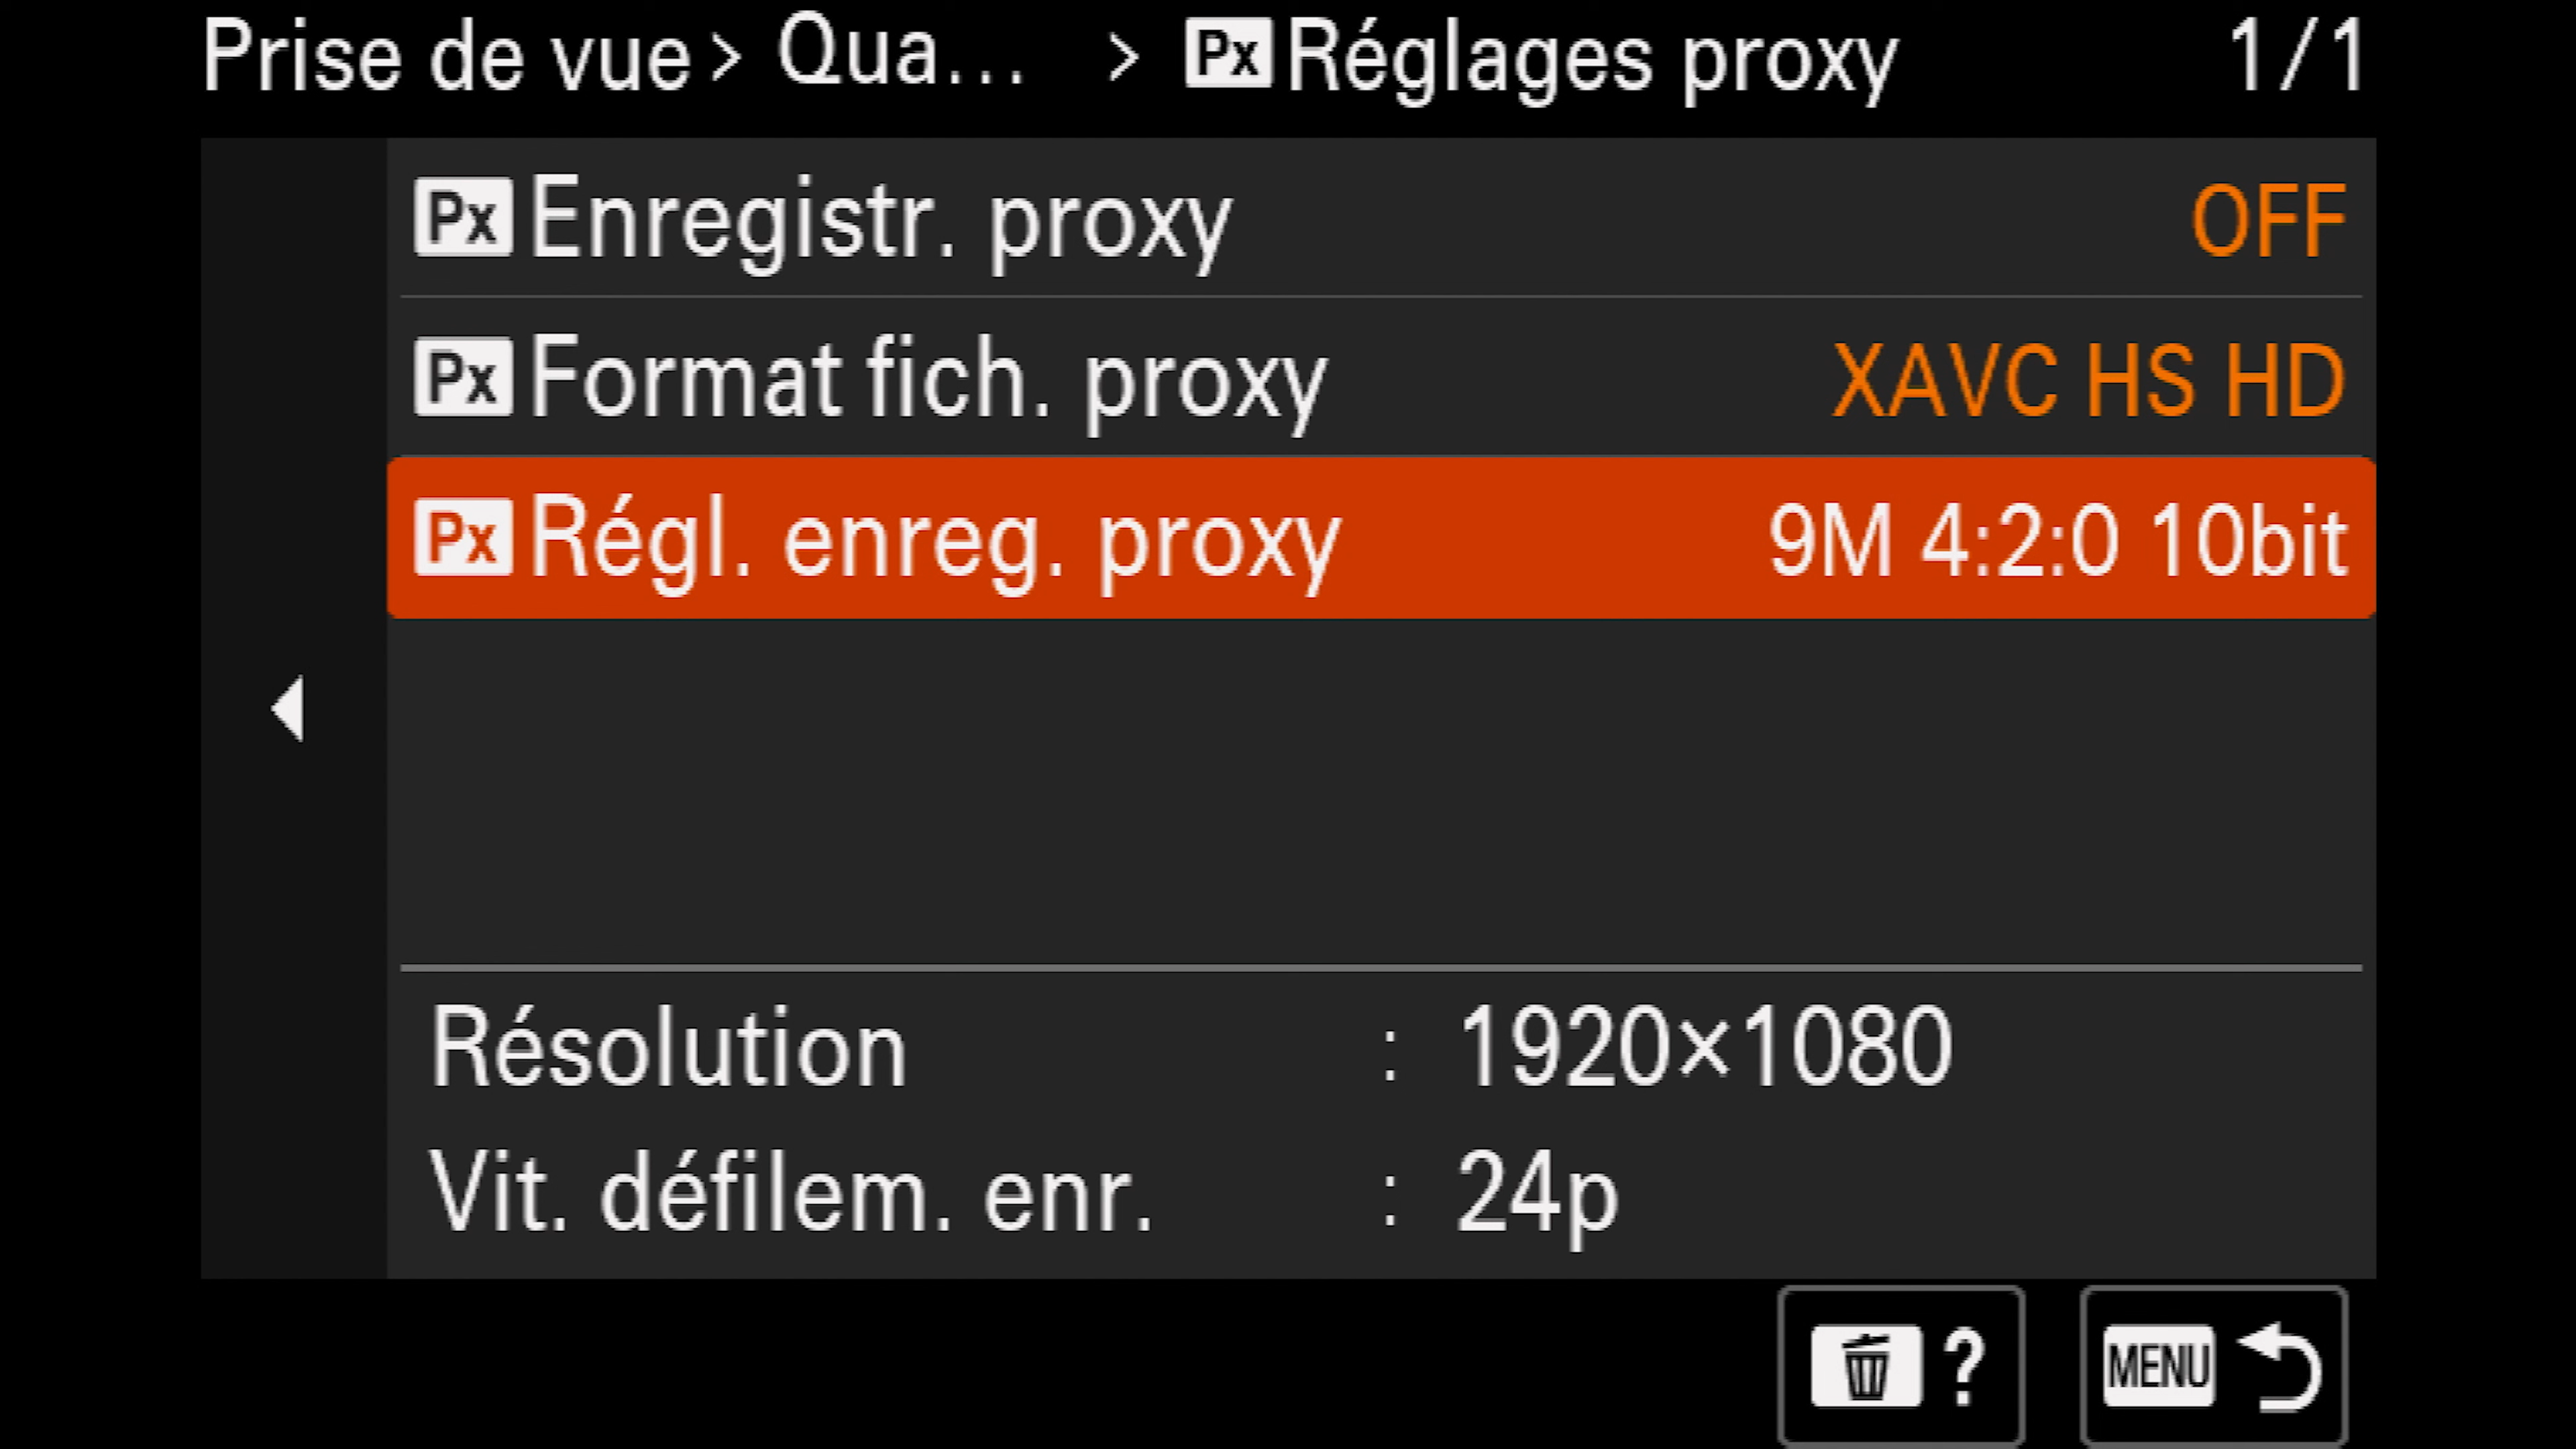 Prise de vue > Qua... > Px Réglages proxy 1/1
Px Enregistr. proxy OFF
Px Format fich. proxy XAVC HS HD
Px Régl. enreg. proxy 9M 4:2:0 10bit
Résolution : 1920×1080
Vit. défilem. enr. : 24p
? MENU